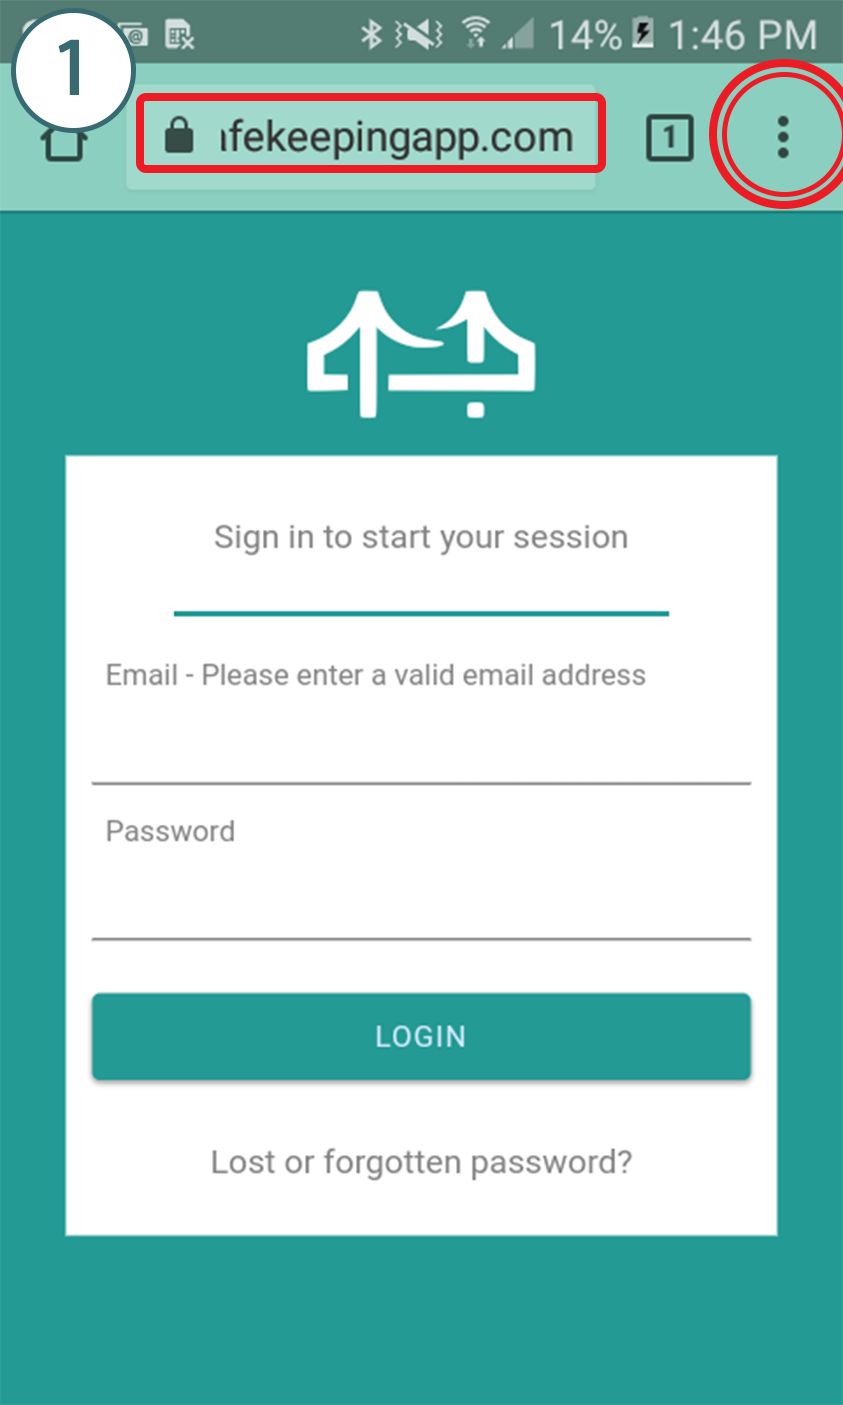 1
14% 1:46 PM
afekeepingapp.com 1
Sign in to start your session
Email - Please enter a valid email address
Password
LOGIN
Lost or forgotten password?